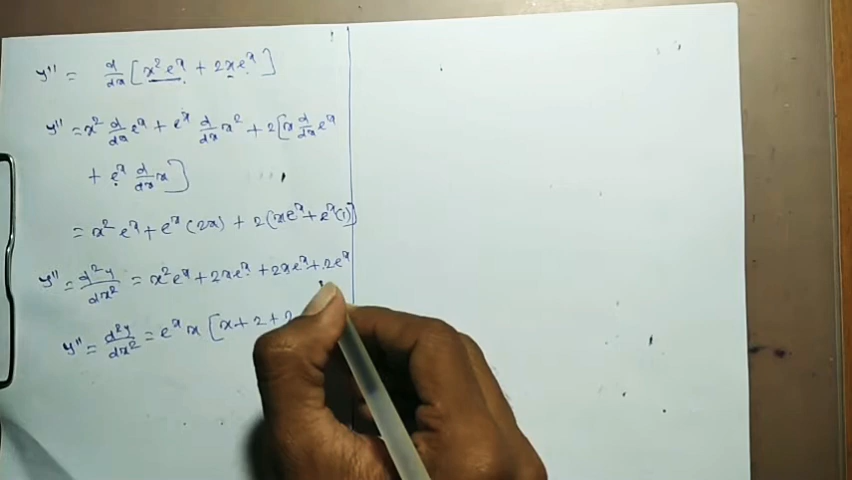 y'' = d/dx [x²eˣ + 2xeˣ]
y'' = x² d/dx eˣ + eˣ d/dx x² + 2[x d/dx eˣ
+ eˣ d/dx x]
= x²eˣ + eˣ(2x) + 2(xeˣ + eˣ(1)]
y'' = d²y/dx² = x²eˣ + 2xeˣ + 2xeˣ + 2eˣ
y'' = d²y/dx² = eˣx [x + 2 + 2